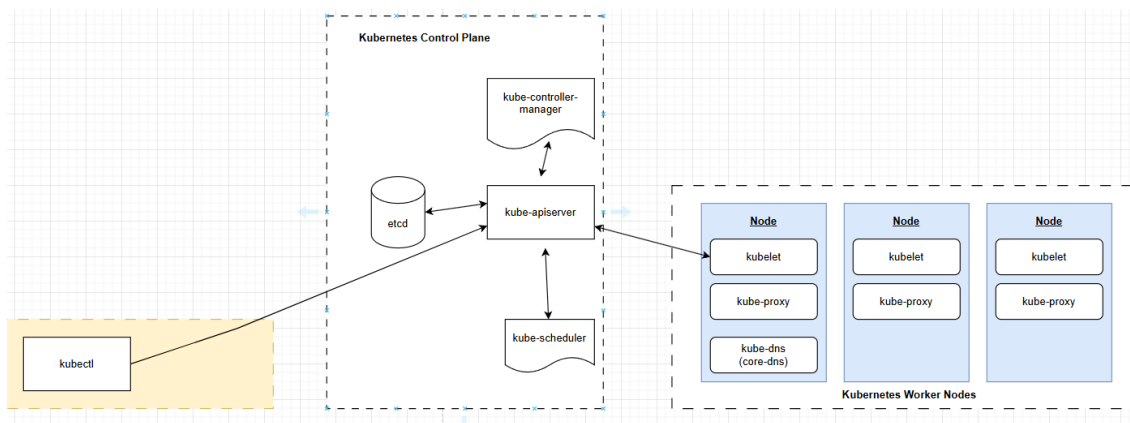 Kubernetes Control Plane
kube-controller-
manager
etcd
kube-apiserver
kube-scheduler
kubectl
Node
kubelet
kube-proxy
kube-dns
(core-dns)
Node
kubelet
kube-proxy
Node
kubelet
kube-proxy
Kubernetes Worker Nodes